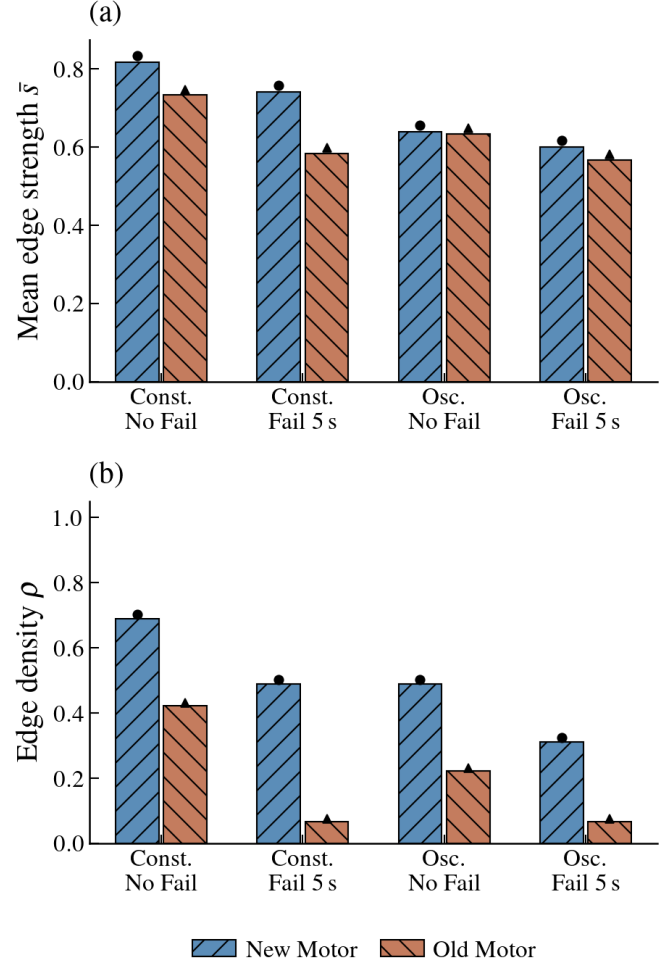 (a)
Mean edge strength s̄
0.8
0.6
0.4
0.2
0.0
Const.
No Fail
Const.
Fail 5 s
Osc.
No Fail
Osc.
Fail 5 s
(b)
Edge density ρ
1.0
0.8
0.6
0.4
0.2
0.0
Const.
No Fail
Const.
Fail 5 s
Osc.
No Fail
Osc.
Fail 5 s
New Motor
Old Motor